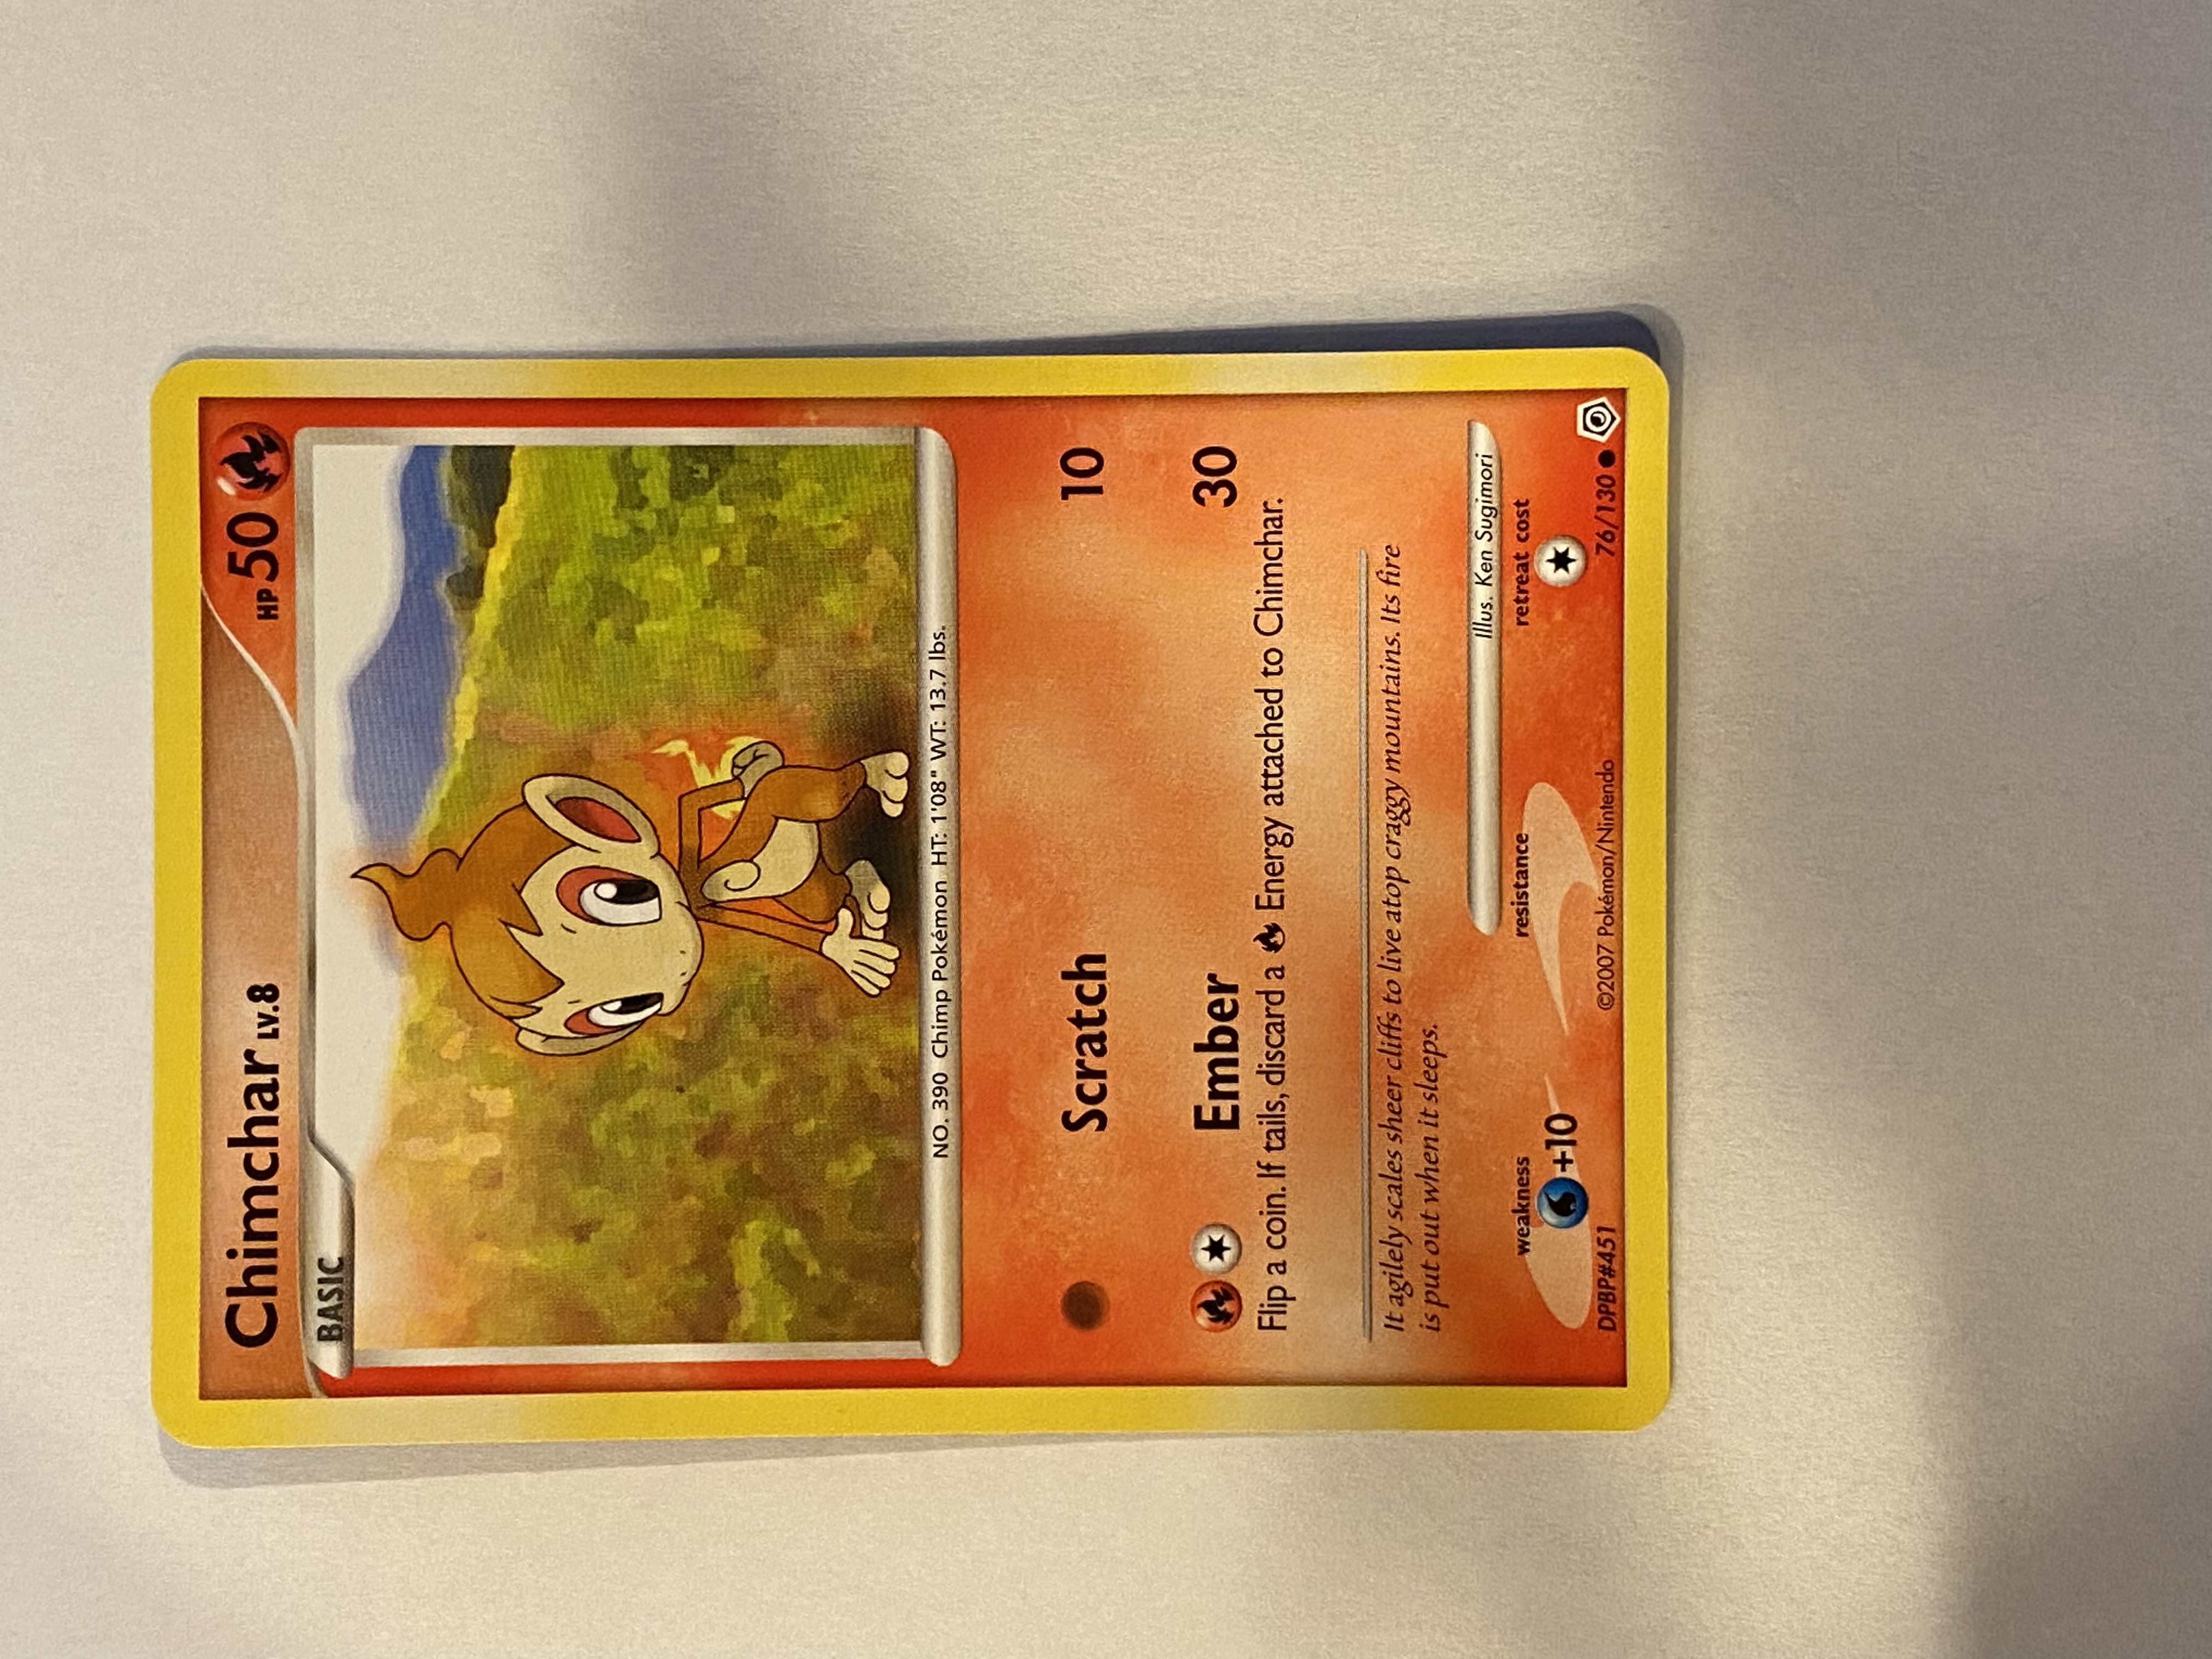 Chimchar LV.8 HP 50
BASIC
NO. 390 Chimp Pokémon HT: 1'08" WT: 13.7 lbs.
Scratch 10
Ember 30
Flip a coin. If tails, discard a Energy attached to Chimchar.
It agilely scales sheer cliffs to live atop craggy mountains. Its fire
is put out when it sleeps.
Illus. Ken Sugimori
weakness resistance retreat cost
+10
DPBP#451 ©2007 Pokémon/Nintendo 76/130